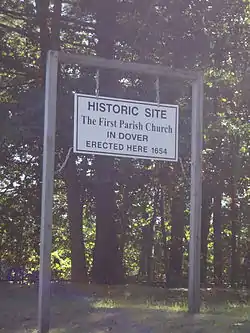 HISTORIC SITE
The First Parish Church
IN DOVER
ERECTED HERE 1654